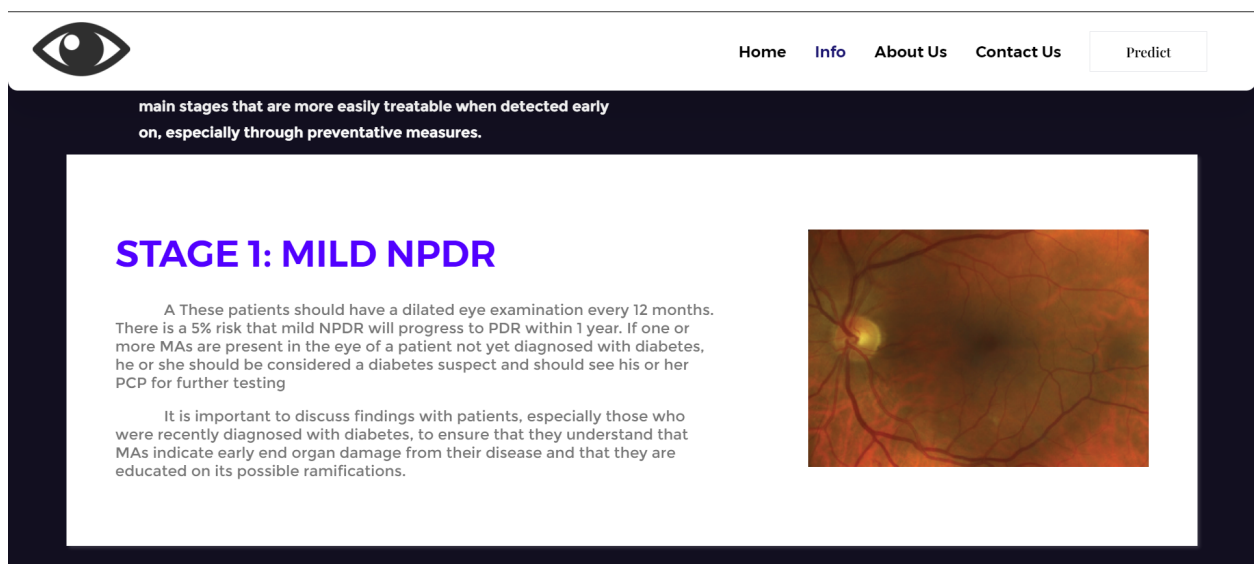 Home Info About Us Contact Us Predict
main stages that are more easily treatable when detected early
on, especially through preventative measures.
STAGE 1: MILD NPDR
A These patients should have a dilated eye examination every 12 months.
There is a 5% risk that mild NPDR will progress to PDR within 1 year. If one or
more MAs are present in the eye of a patient not yet diagnosed with diabetes,
he or she should be considered a diabetes suspect and should see his or her
PCP for further testing
It is important to discuss findings with patients, especially those who
were recently diagnosed with diabetes, to ensure that they understand that
MAs indicate early end organ damage from their disease and that they are
educated on its possible ramifications.